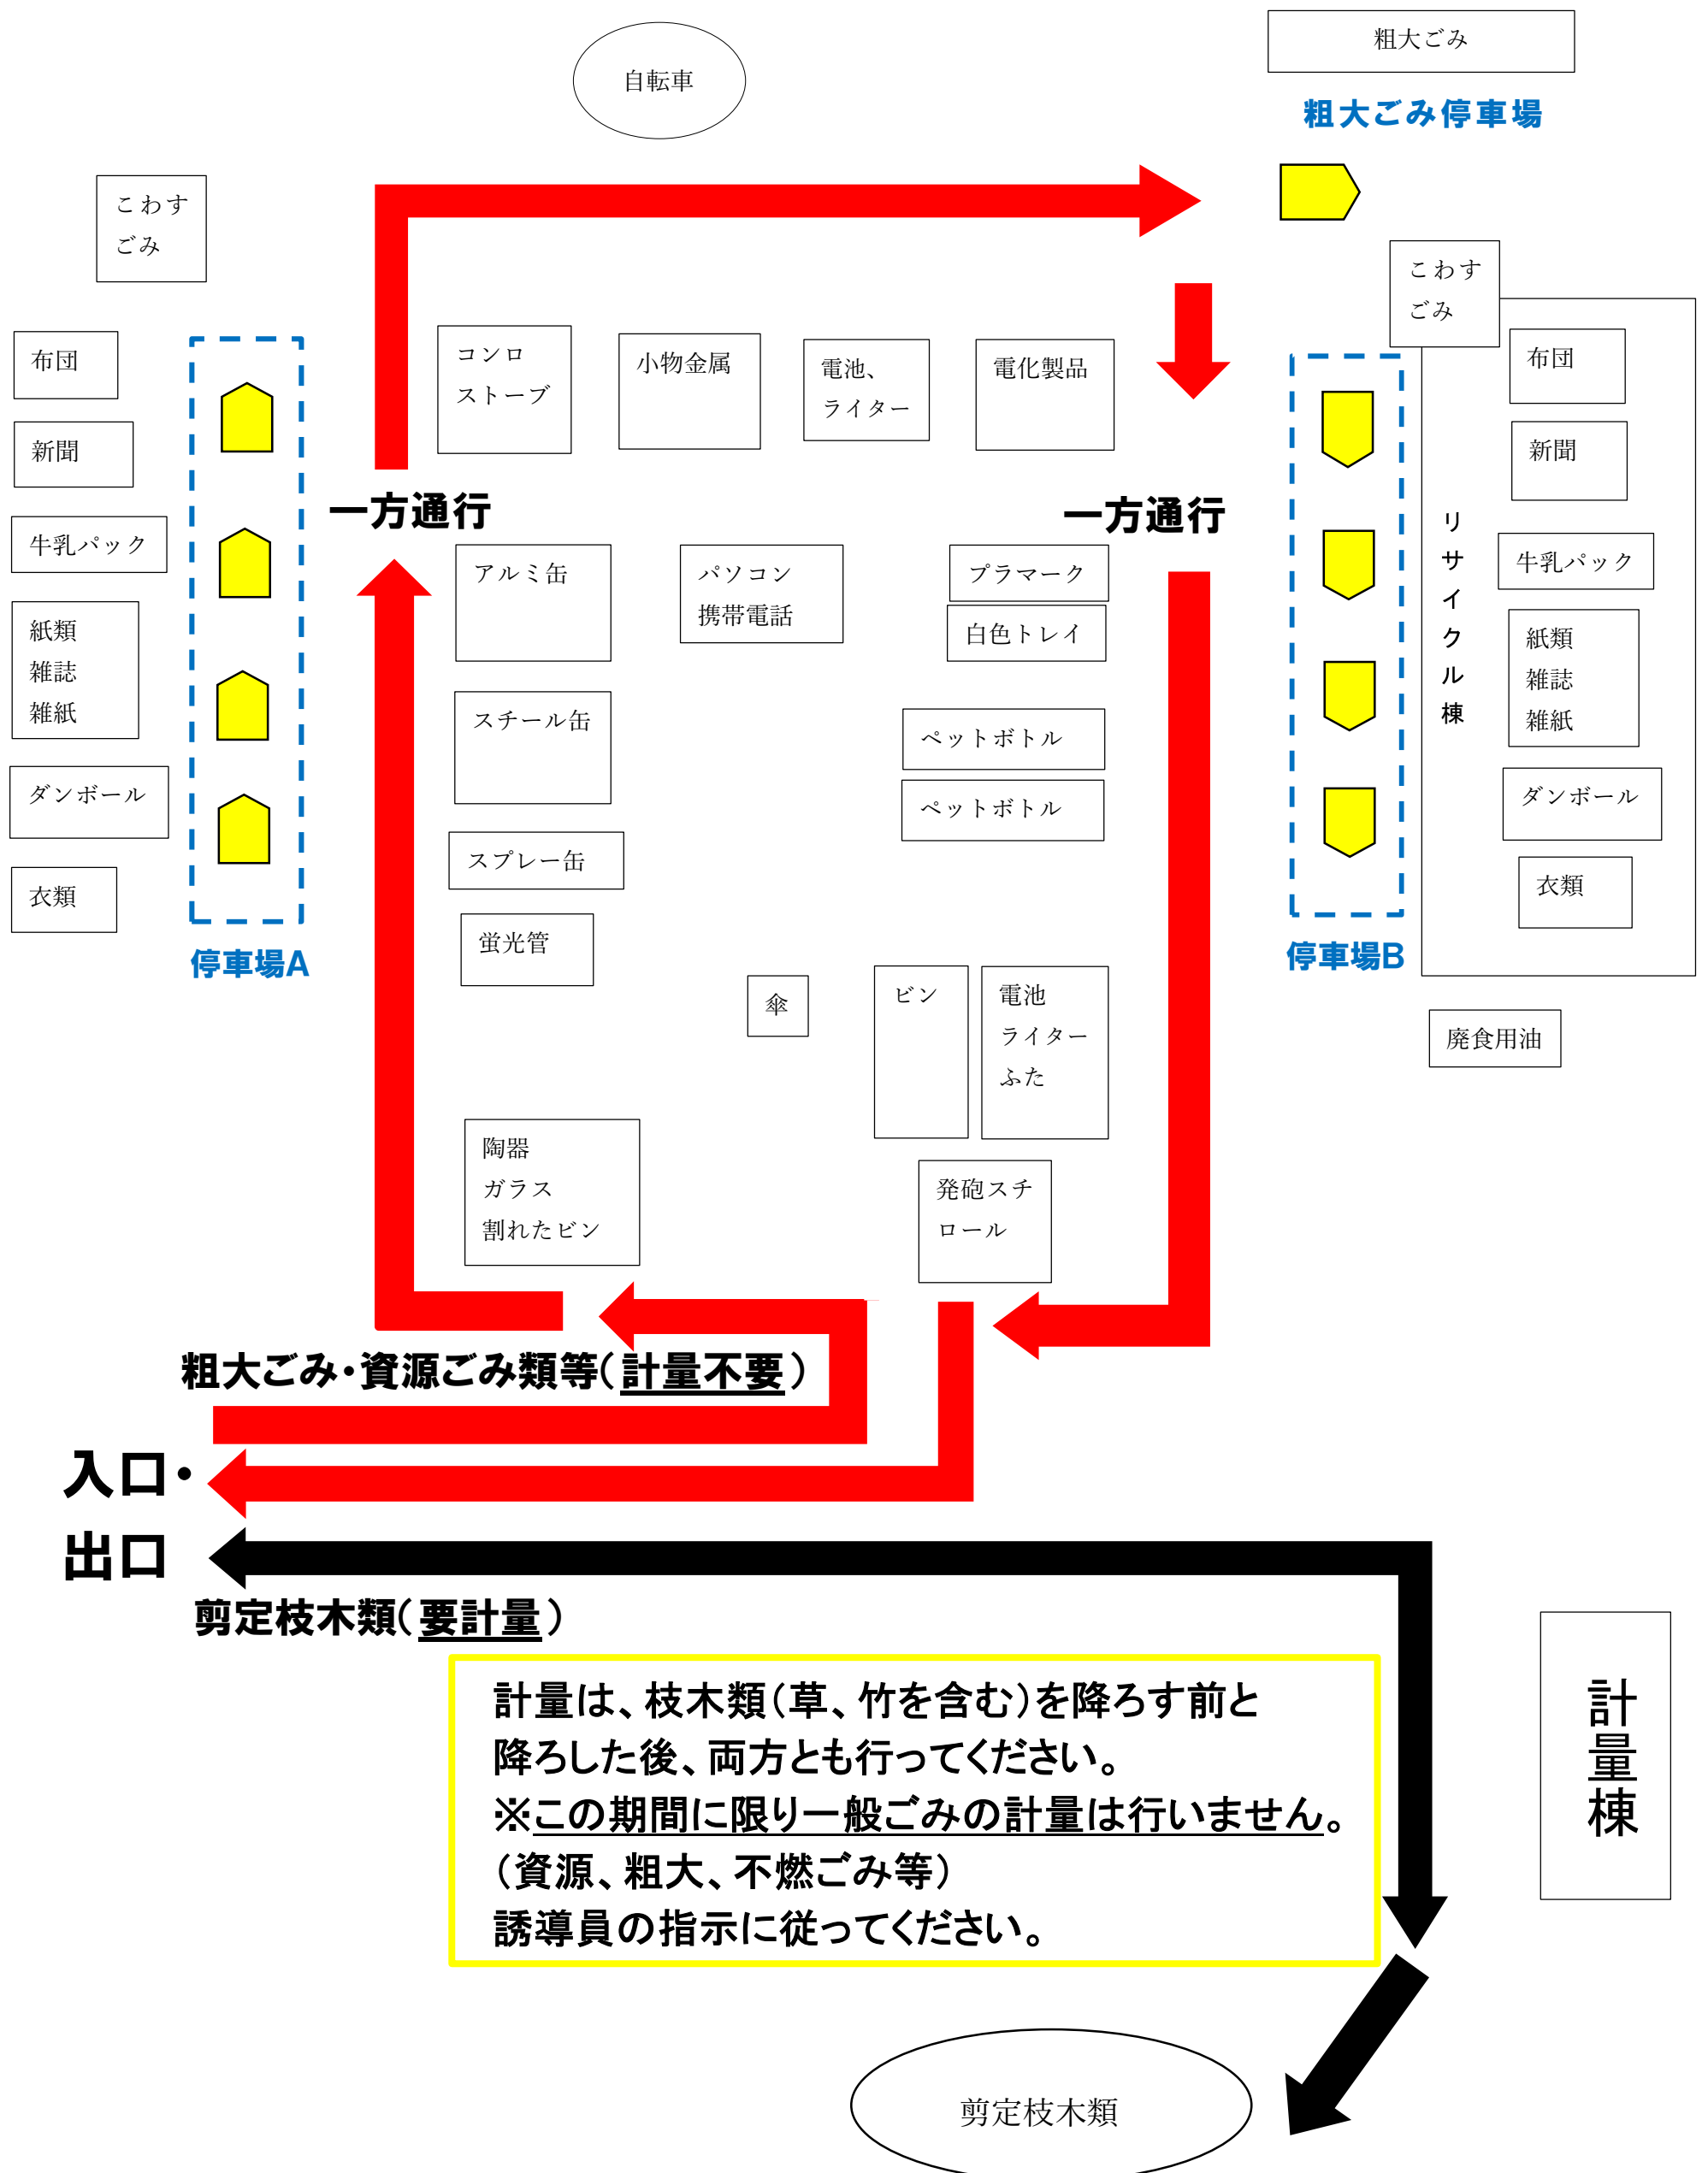 粗大ごみ
自転車
粗大ごみ停車場
こわす
ごみ
こわす
ごみ
布団
新聞
牛乳パック
紙類
雑誌
雑紙
ダンボール
衣類
停車場A
コンロ
ストーブ
小物金属
電池、
ライター
電化製品
一方通行
一方通行
アルミ缶
パソコン
携帯電話
プラマーク
白色トレイ
スチール缶
ペットボトル
ペットボトル
スプレー缶
蛍光管
傘
ビン
電池
ライター
ふた
陶器
ガラス
割れたビン
発砲スチ
ロール
停車場B
リサイクル棟
布団
新聞
牛乳パック
紙類
雑誌
雑紙
ダンボール
衣類
廃食用油
粗大ごみ・資源ごみ類等(計量不要)
入口・
出口
剪定枝木類(要計量)
計量は、枝木類(草、竹を含む)を降ろす前と
降ろした後、両方とも行ってください。
※この期間に限り一般ごみの計量は行いません。
(資源、粗大、不燃ごみ等)
誘導員の指示に従ってください。
計量棟
剪定枝木類